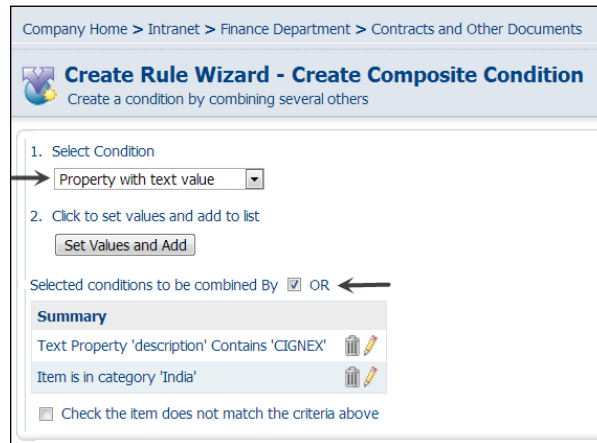 Company Home > Intranet > Finance Department > Contracts and Other Documents
Create Rule Wizard - Create Composite Condition
Create a condition by combining several others
1. Select Condition
Property with text value
2. Click to set values and add to list
Set Values and Add
Selected conditions to be combined By OR
Summary
Text Property 'description' Contains 'CIGNEX'
Item is in category 'India'
Check the item does not match the criteria above